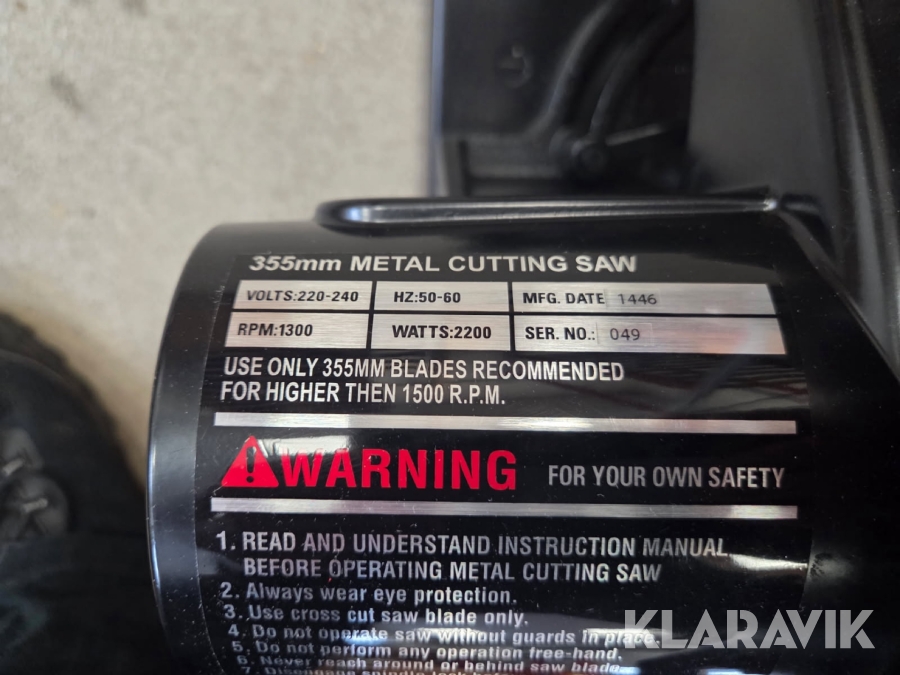 355mm METAL CUTTING SAW
VOLTS:220-240 HZ:50-60 MFG. DATE 1446
RPM:1300 WATTS:2200 SER. NO.: 049
USE ONLY 355MM BLADES RECOMMENDED
FOR HIGHER THEN 1500 R.P.M.
WARNING FOR YOUR OWN SAFETY
1. READ AND UNDERSTAND INSTRUCTION MANUAL
BEFORE OPERATING METAL CUTTING SAW
2. Always wear eye protection.
3. Use cross cut saw blade only.
4. Do not operate saw without guards in place.
5. Do not perform any operation free-hand.
6. Never reach around or behind saw blade.
KLARAVIK